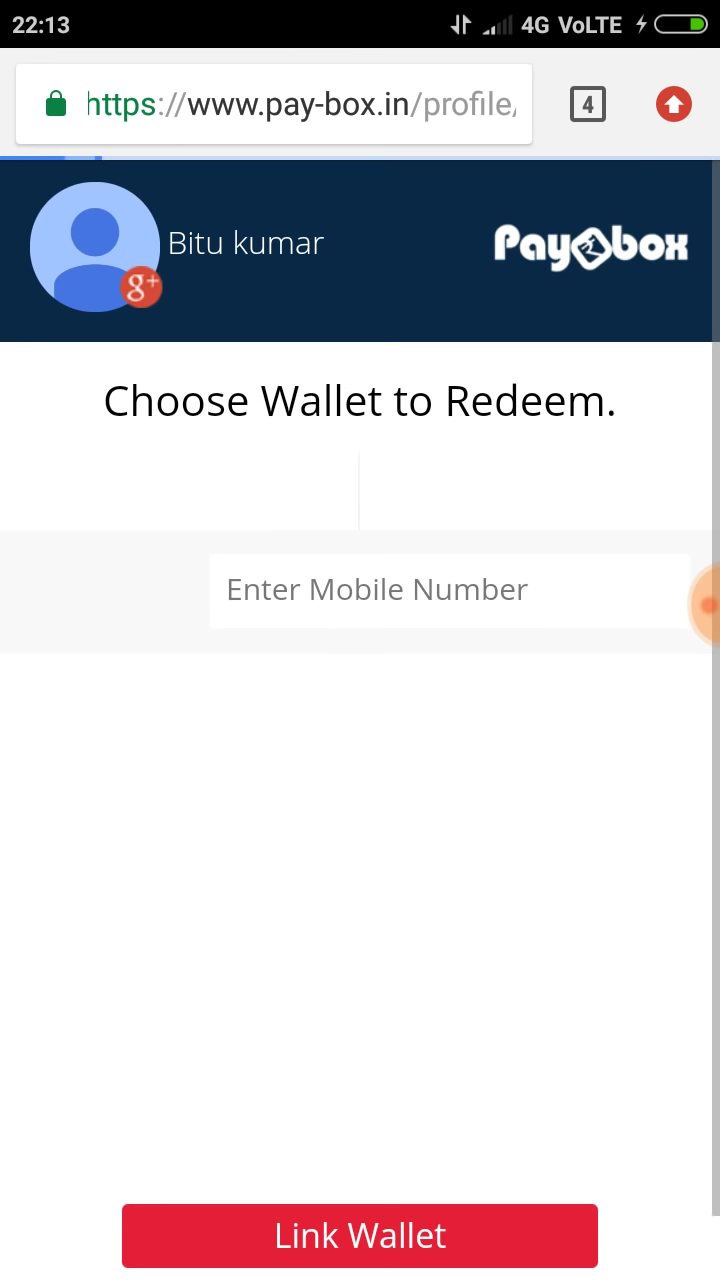 22:13 4G VoLTE
https://www.pay-box.in/profile/ 4
Bitu kumar Paybox
g+
Choose Wallet to Redeem.
Enter Mobile Number
Link Wallet